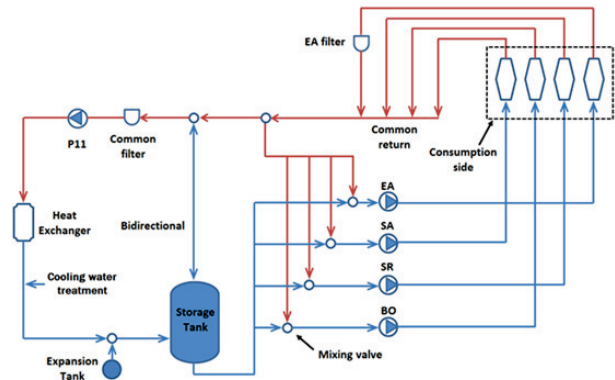 EA filter
P11
Common
filter
Common
return
Consumption
side
Heat
Exchanger
Bidirectional
EA
Cooling water
treatment
SA
Storage
Tank
SR
BO
Expansion
Tank
Mixing valve